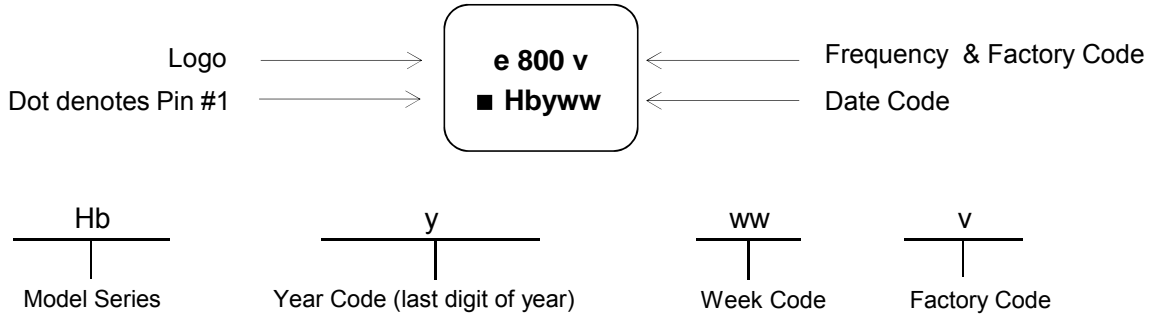 Logo
e 800 v
Frequency & Factory Code
Dot denotes Pin #1
■ Hbyww
Date Code
Hb
y
ww
v
Model Series
Year Code (last digit of year)
Week Code
Factory Code